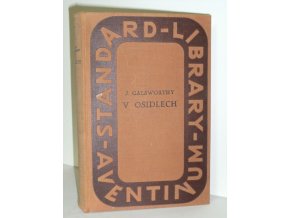 AVENTINUM-STANDARD-LIBRARY-
J. GALSWORTHY
V OSIDLECH